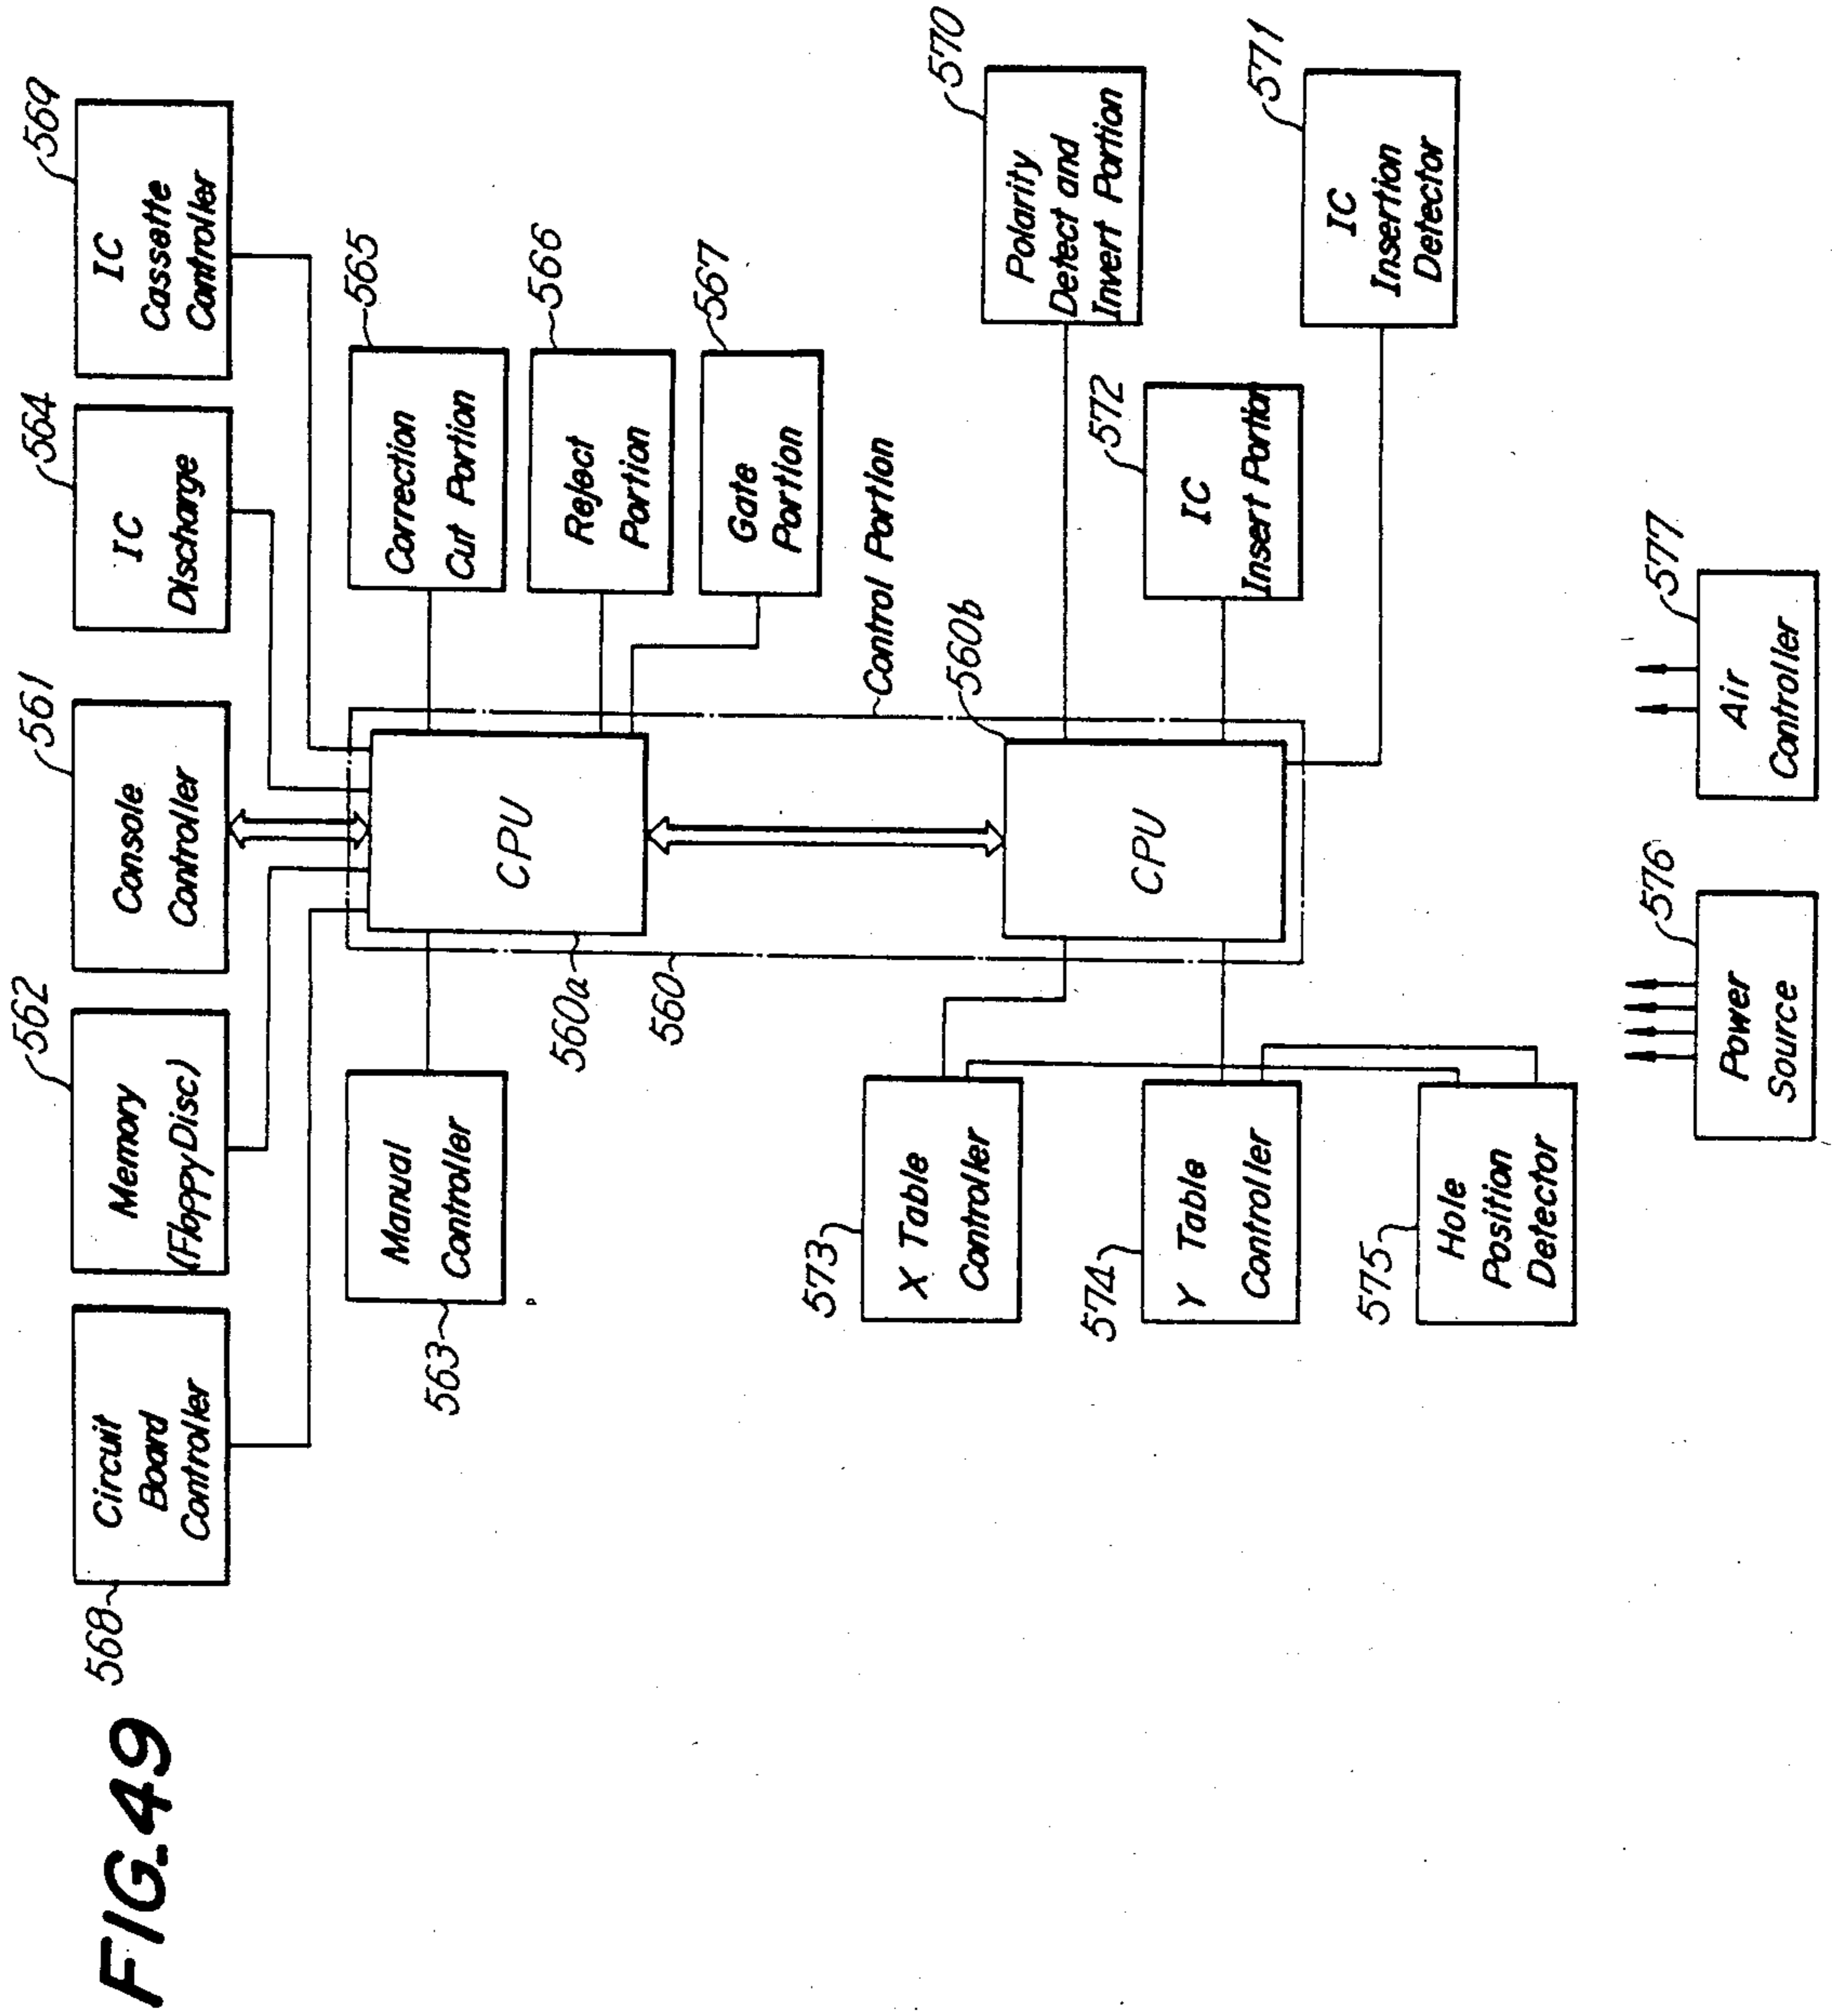 FIG. 49
568
Circuit
Board
Controller
562
Memory
(Floppy Disc)
561
Console
Controller
564
IC
Discharge
569
IC
Cassette
Controller
563
Manual
Controller
560a
560
CPU
Control Portion
565
Correction
Cut Portion
566
Reject
Portion
567
Gate
Portion
573
X Table
Controller
574
Y Table
Controller
575
Hole
Position
Detector
560b
CPU
570
Polarity
Detect and
Invert Portion
572
IC
Insert Portion
571
IC
Insertion
Detector
576
Power
Source
577
Air
Controller